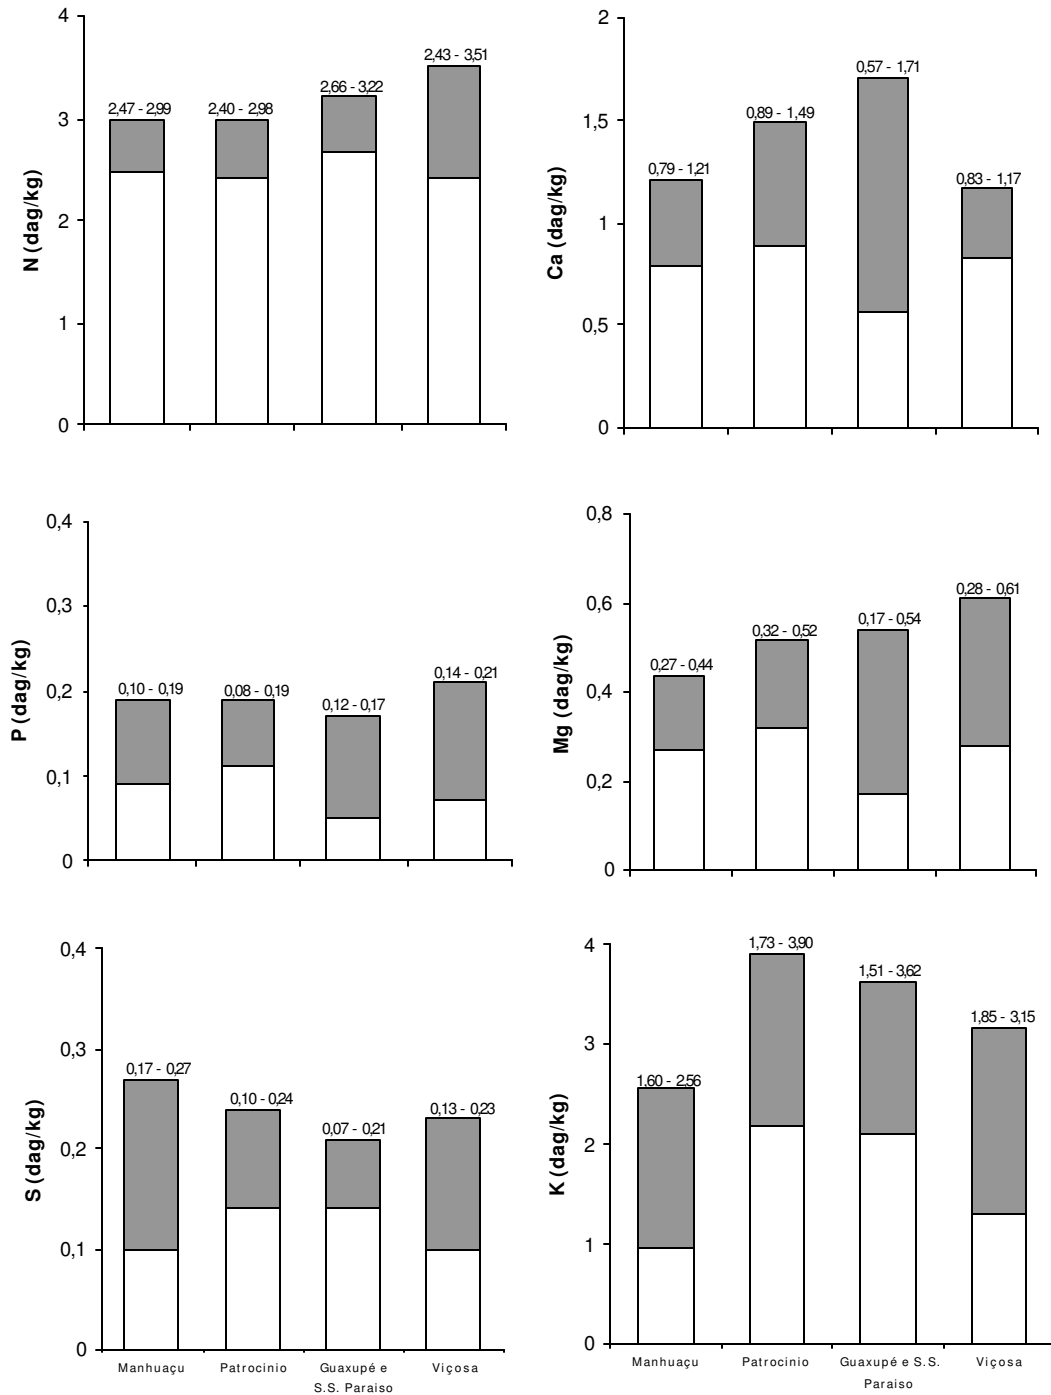 N (dag/kg)
4
3
2
1
0
2,47 - 2,99
2,40 - 2,98
2,66 - 3,22
2,43 - 3,51
Ca (dag/kg)
2
1,5
1
0,5
0
0,79 - 1,21
0,89 - 1,49
0,57 - 1,71
0,83 - 1,17
P (dag/kg)
0,4
0,3
0,2
0,1
0
0,10 - 0,19
0,08 - 0,19
0,12 - 0,17
0,14 - 0,21
Mg (dag/kg)
0,8
0,6
0,4
0,2
0
0,27 - 0,44
0,32 - 0,52
0,17 - 0,54
0,28 - 0,61
S (dag/kg)
0,4
0,3
0,2
0,1
0
0,17 - 0,27
0,10 - 0,24
0,07 - 0,21
0,13 - 0,23
Manhuaçu
Patrocinio
Guaxupé e
S.S. Paraiso
Viçosa
K (dag/kg)
4
3
2
1
0
1,60 - 2,56
1,73 - 3,90
1,51 - 3,62
1,85 - 3,15
Manhuaçu
Patrocinio
Guaxupé e S.S.
Paraiso
Viçosa